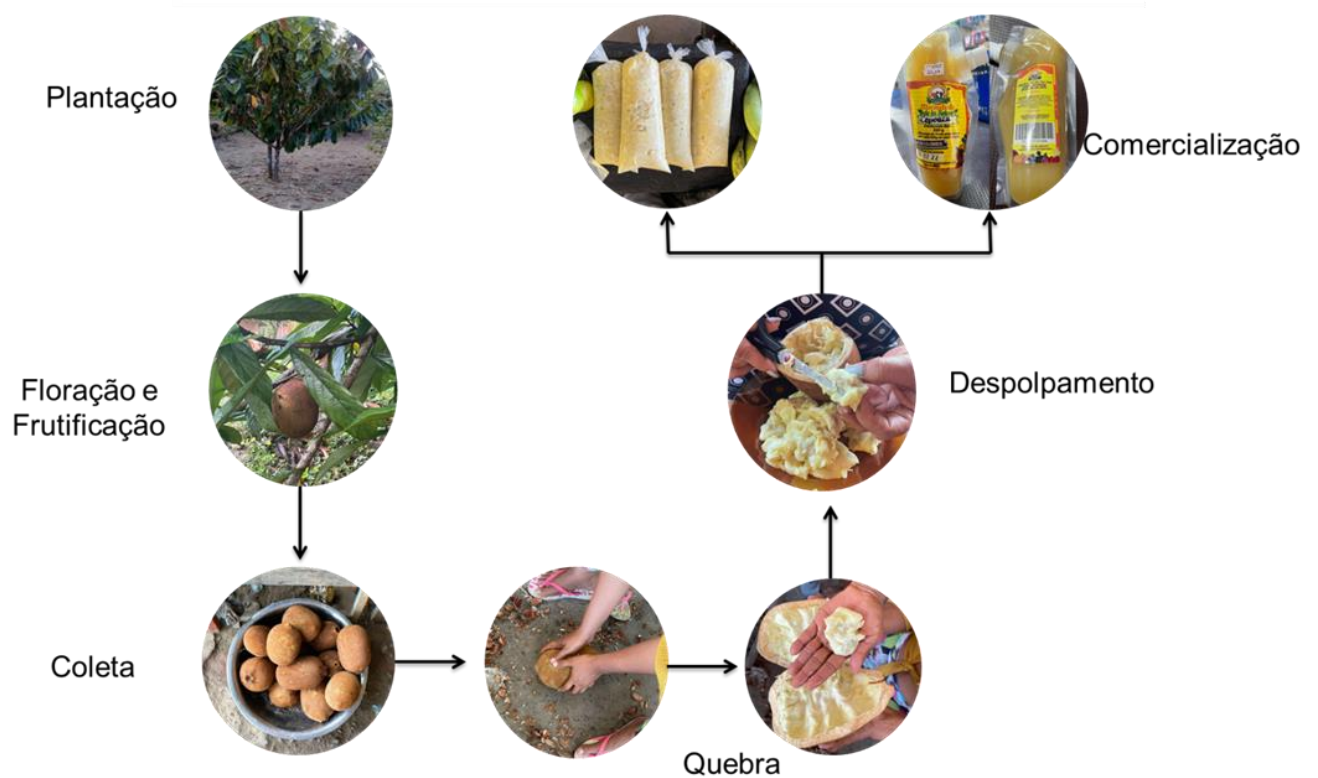 Plantação
Comercialização
Floração e
Frutificação
Despolpamento
Coleta
Quebra